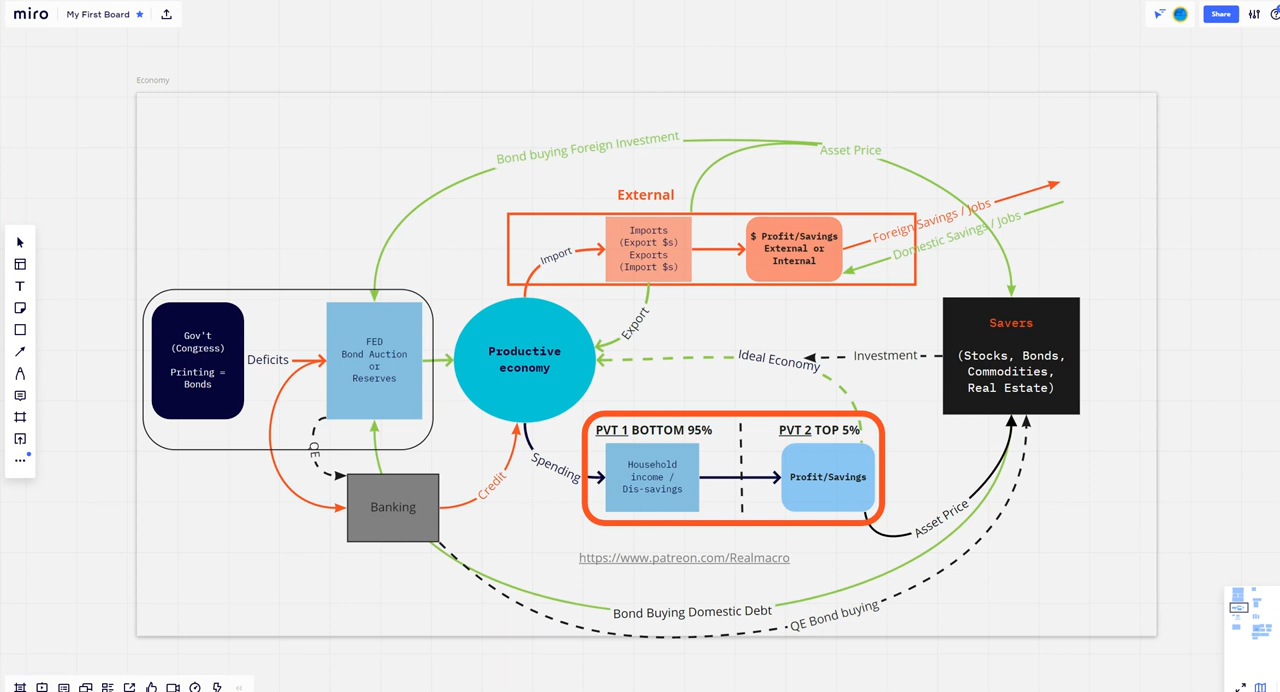 miro
My First Board
Share
Economy
Bond buying Foreign Investment
Asset Price
External
Foreign Savings / Jobs
Domestic Savings / Jobs
Import
Imports
(Export $s)
Exports
(Import $s)
$ Profit/Savings
External or
Internal
Export
Gov't
(Congress)
Printing =
Bonds
Deficits
FED
Bond Auction
or
Reserves
Productive
economy
Ideal Economy
Investment
Savers
(Stocks, Bonds,
Commodities,
Real Estate)
QE
Banking
Credit
Spending
PVT 1 BOTTOM 95%
PVT 2 TOP 5%
Household
income /
Dis-savings
Profit/Savings
Asset Price
https://www.patreon.com/Realmacro
Bond Buying Domestic Debt
QE Bond buying